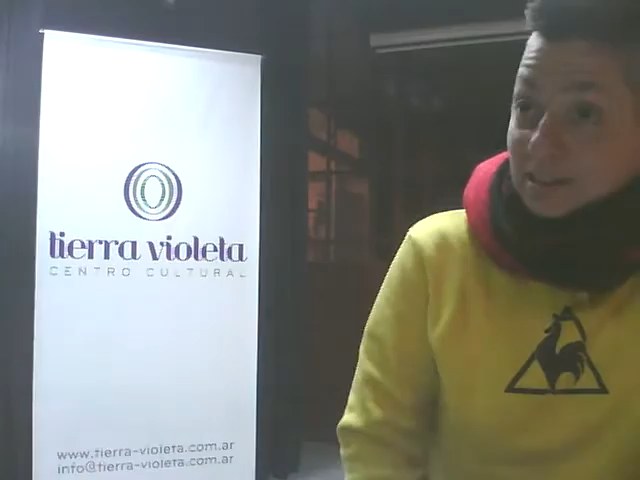 tierra violeta
CENTRO CULTURAL
www.tierra-violeta.com.ar
info@tierra-violeta.com.ar